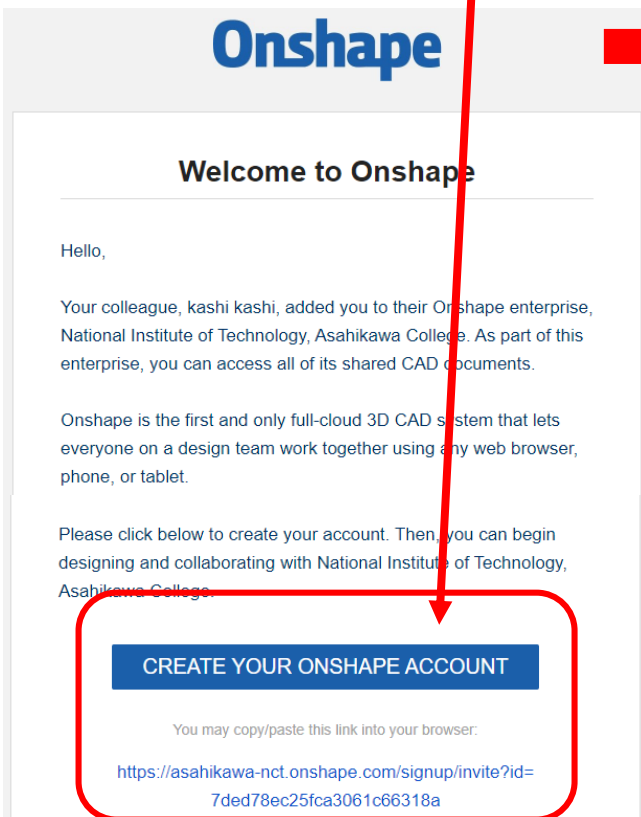 Onshape
Welcome to Onshape
Hello,
Your colleague, kashi kashi, added you to their Onshape enterprise,
National Institute of Technology, Asahikawa College. As part of this
enterprise, you can access all of its shared CAD documents.
Onshape is the first and only full-cloud 3D CAD system that lets
everyone on a design team work together using any web browser,
phone, or tablet.
Please click below to create your account. Then, you can begin
designing and collaborating with National Institute of Technology,
Asahikawa College.
CREATE YOUR ONSHAPE ACCOUNT
You may copy/paste this link into your browser:
https://asahikawa-nct.onshape.com/signup/invite?id=
7ded78ec25fca3061c66318a